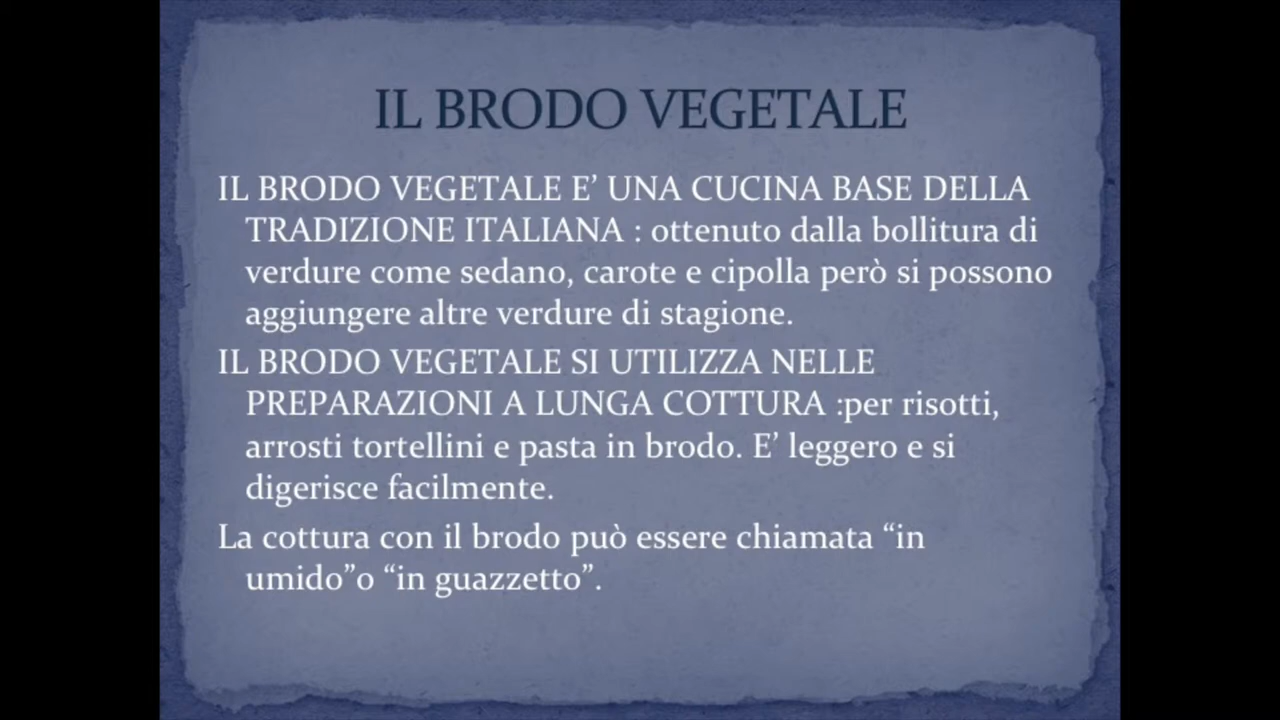 IL BRODO VEGETALE
IL BRODO VEGETALE E’ UNA CUCINA BASE DELLA
TRADIZIONE ITALIANA : ottenuto dalla bollitura di
verdure come sedano, carote e cipolla però si possono
aggiungere altre verdure di stagione.
IL BRODO VEGETALE SI UTILIZZA NELLE
PREPARAZIONI A LUNGA COTTURA :per risotti,
arrosti tortellini e pasta in brodo. E’ leggero e si
digerisce facilmente.
La cottura con il brodo può essere chiamata “in
umido”o “in guazzetto”.